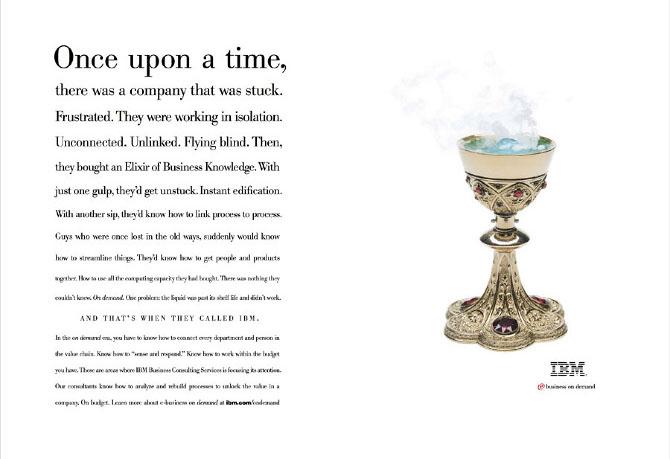 Once upon a time,
there was a company that was stuck.
Frustrated. They were working in isolation.
Unconnected. Unlinked. Flying blind. Then,
they bought an Elixir of Business Knowledge. With
just one gulp, they'd get unstuck. Instant edification.
With another sip, they'd know how to link process to process.
Guys who were once lost in the old ways, suddenly would know
how to streamline things. They'd know how to get people and products
together. How to use all the computing capacity they had bought. There was nothing they
couldn't know. On demand. One problem: the liquid was past its shelf life and didn't work.
AND THAT'S WHEN THEY CALLED IBM.
In the on demand era, you have to know how to connect every department and person in
the value chain. Know how to "sense and respond." Know how to work within the budget
you have. These are areas where IBM Business Consulting Services is focusing its attention.
Our consultants know how to analyze and rebuild processes to unlock the value in a
company. On budget. Learn more about e-business on demand at ibm.com/ondemand
IBM
e business on demand